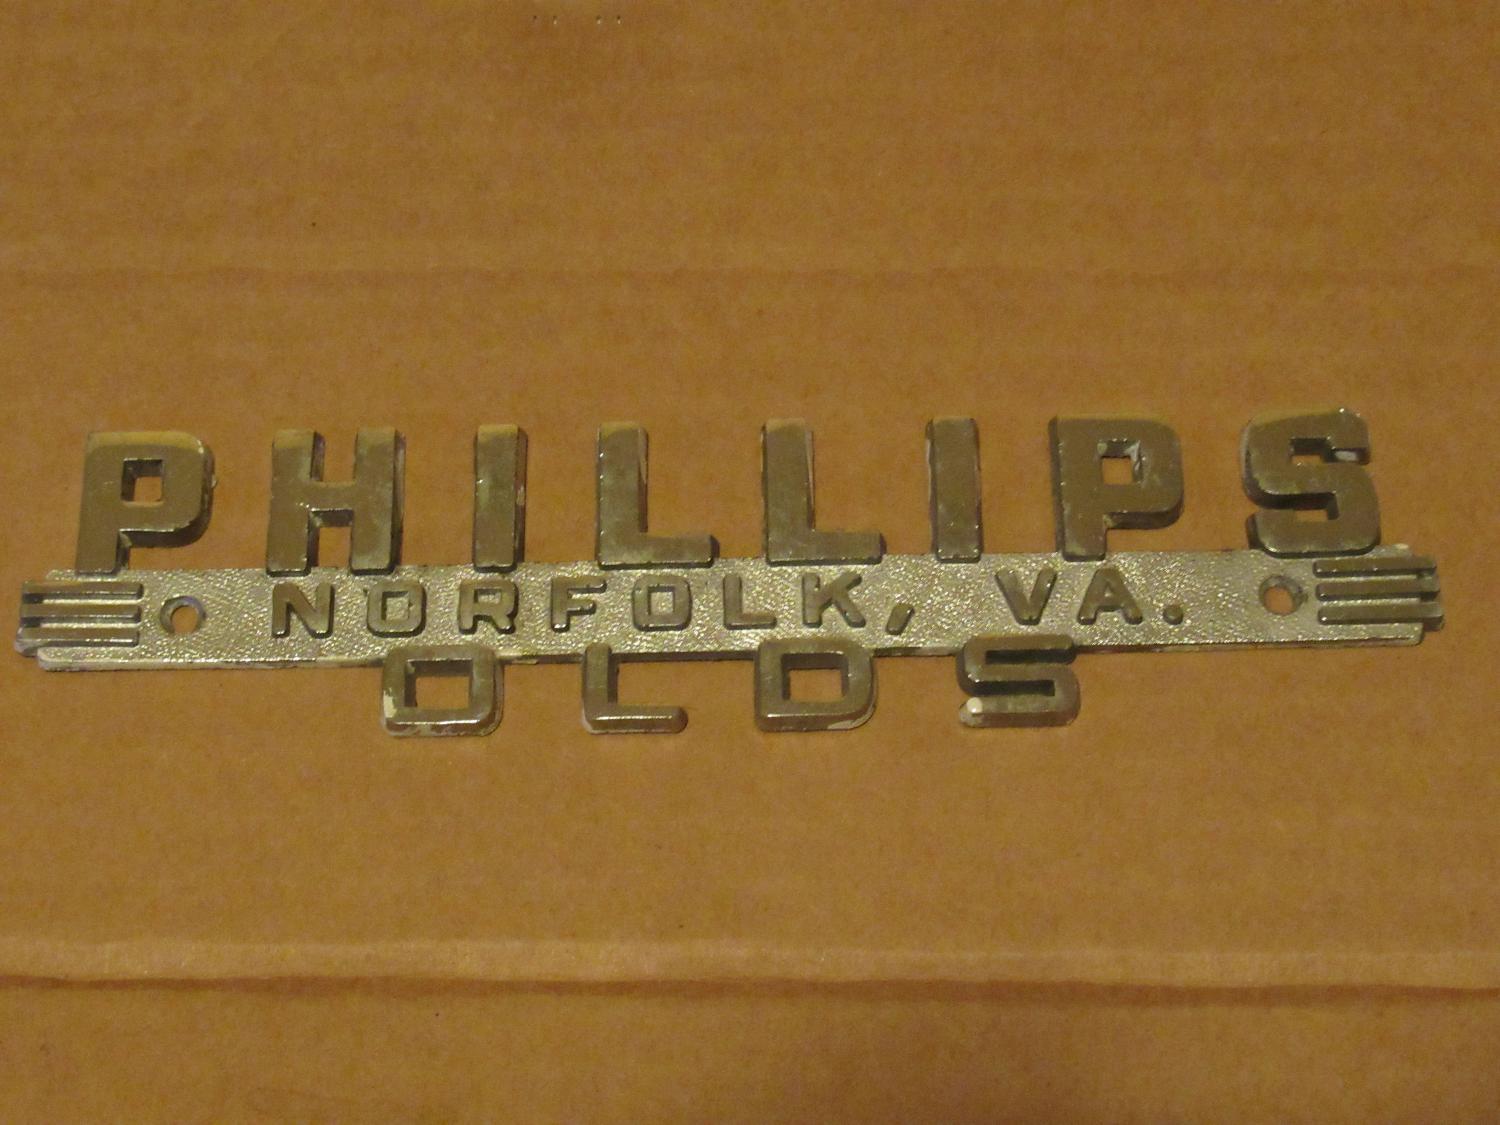 PHILLIPS
NORFOLK, VA.
OLDS